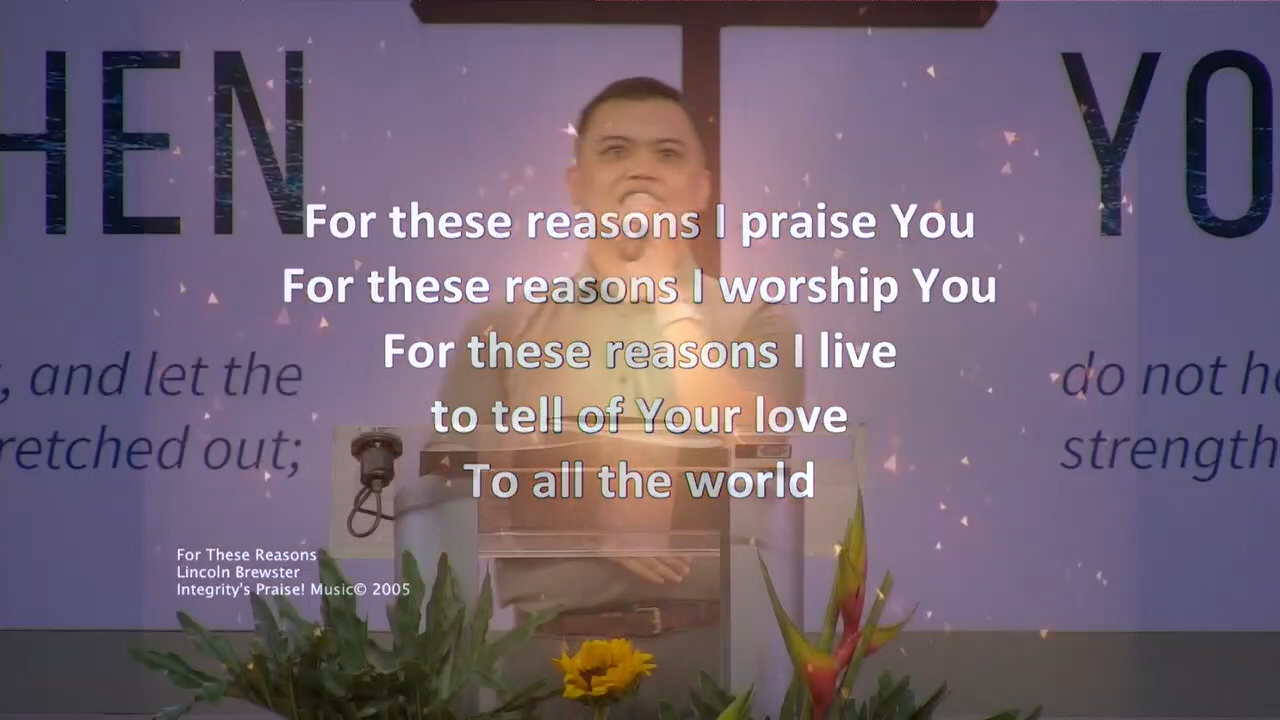 HEN
YO
For these reasons I praise You
For these reasons I worship You
For these reasons I live
to tell of Your love
To all the world
, and let the
retched out;
do not h
strength
For These Reasons
Lincoln Brewster
Integrity's Praise! Music© 2005